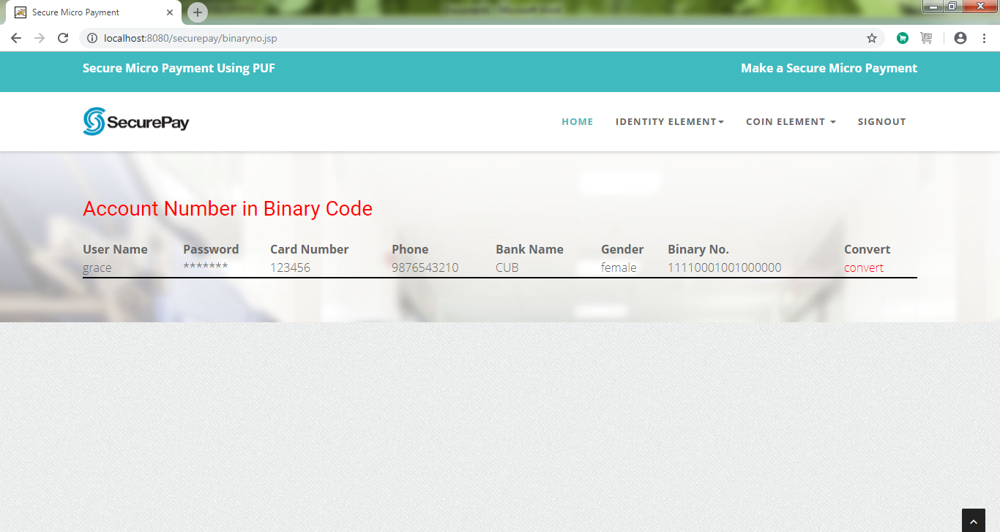 Secure Micro Payment
localhost:8080/securepay/binaryno.jsp
Secure Micro Payment Using PUF Make a Secure Micro Payment
SecurePay HOME IDENTITY ELEMENT COIN ELEMENT SIGNOUT
Account Number in Binary Code
User Name Password Card Number Phone Bank Name Gender Binary No. Convert
grace ******* 123456 9876543210 CUB female 11110001001000000 convert